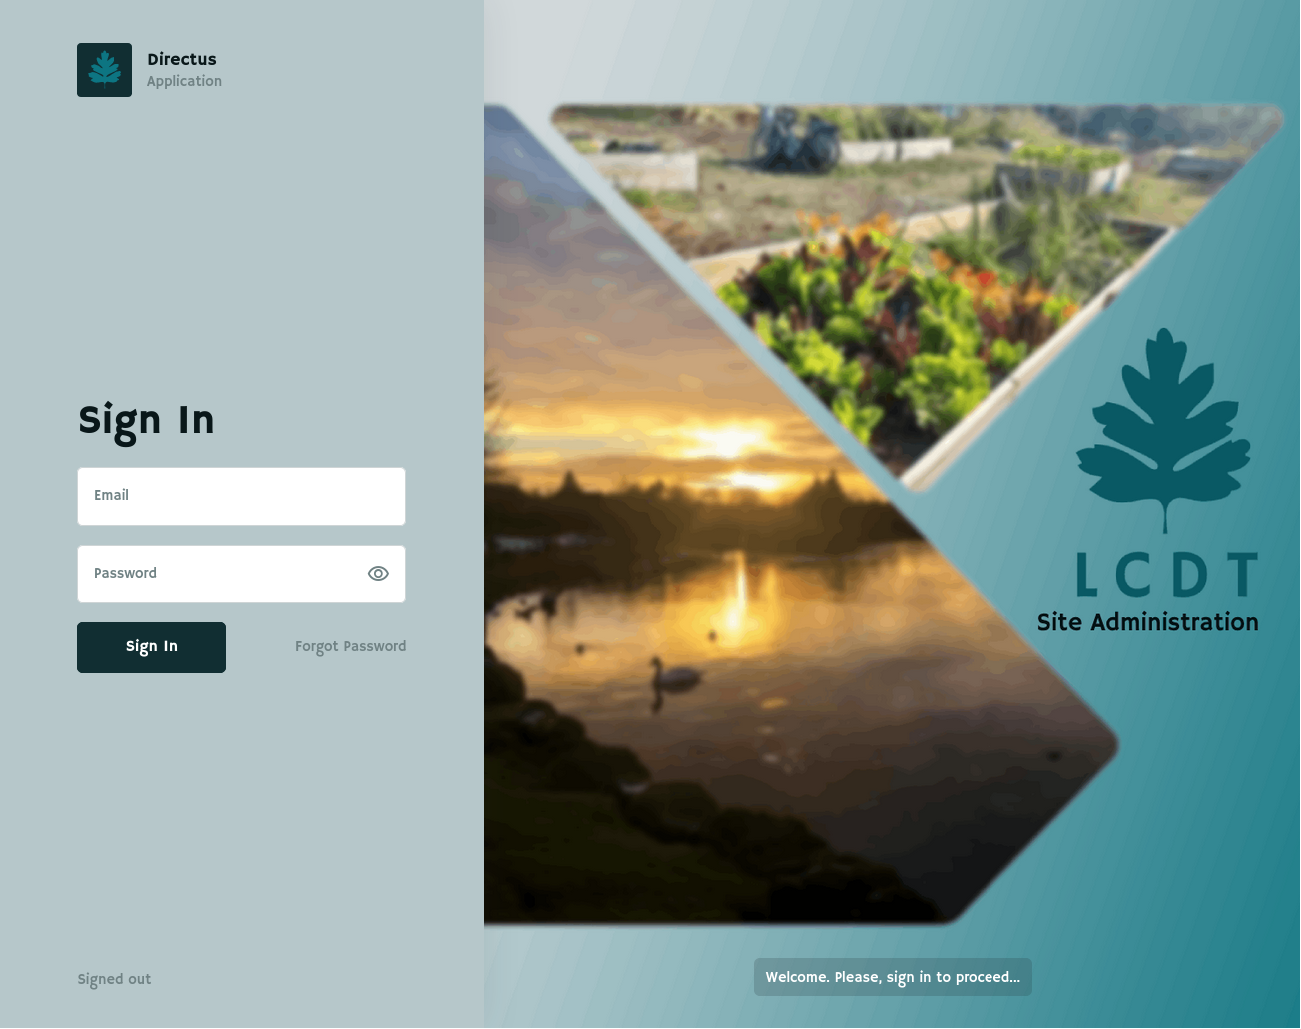 Directus
Application
Sign In
Email
Password
Sign In
Forgot Password
Signed out
LCDT
Site Administration
Welcome. Please, sign in to proceed...